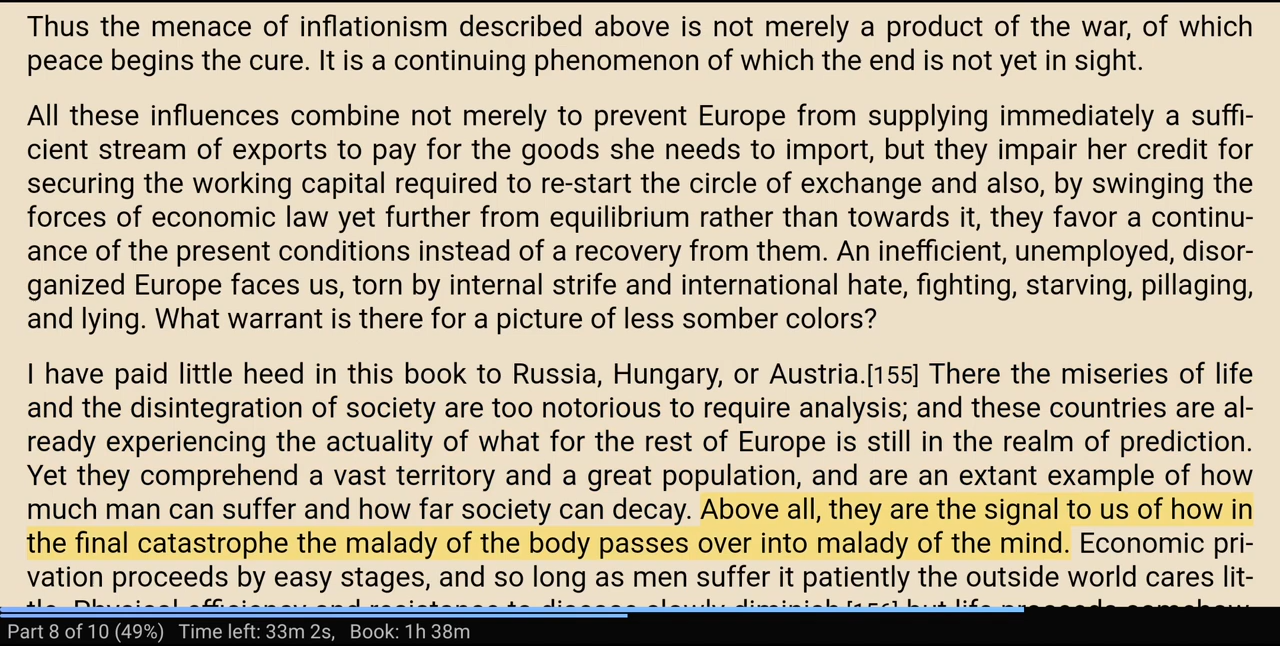 Thus the menace of inflationism described above is not merely a product of the war, of which
peace begins the cure. It is a continuing phenomenon of which the end is not yet in sight.
All these influences combine not merely to prevent Europe from supplying immediately a suffi-
cient stream of exports to pay for the goods she needs to import, but they impair her credit for
securing the working capital required to re-start the circle of exchange and also, by swinging the
forces of economic law yet further from equilibrium rather than towards it, they favor a continu-
ance of the present conditions instead of a recovery from them. An inefficient, unemployed, disor-
ganized Europe faces us, torn by internal strife and international hate, fighting, starving, pillaging,
and lying. What warrant is there for a picture of less somber colors?
I have paid little heed in this book to Russia, Hungary, or Austria.[155] There the miseries of life
and the disintegration of society are too notorious to require analysis; and these countries are al-
ready experiencing the actuality of what for the rest of Europe is still in the realm of prediction.
Yet they comprehend a vast territory and a great population, and are an extant example of how
much man can suffer and how far society can decay. Above all, they are the signal to us of how in
the final catastrophe the malady of the body passes over into malady of the mind. Economic pri-
vation proceeds by easy stages, and so long as men suffer it patiently the outside world cares lit-
tle. Physical efficiency and resistance to disease slowly diminish,[156] but life proceeds somehow,
Part 8 of 10 (49%) Time left: 33m 2s, Book: 1h 38m